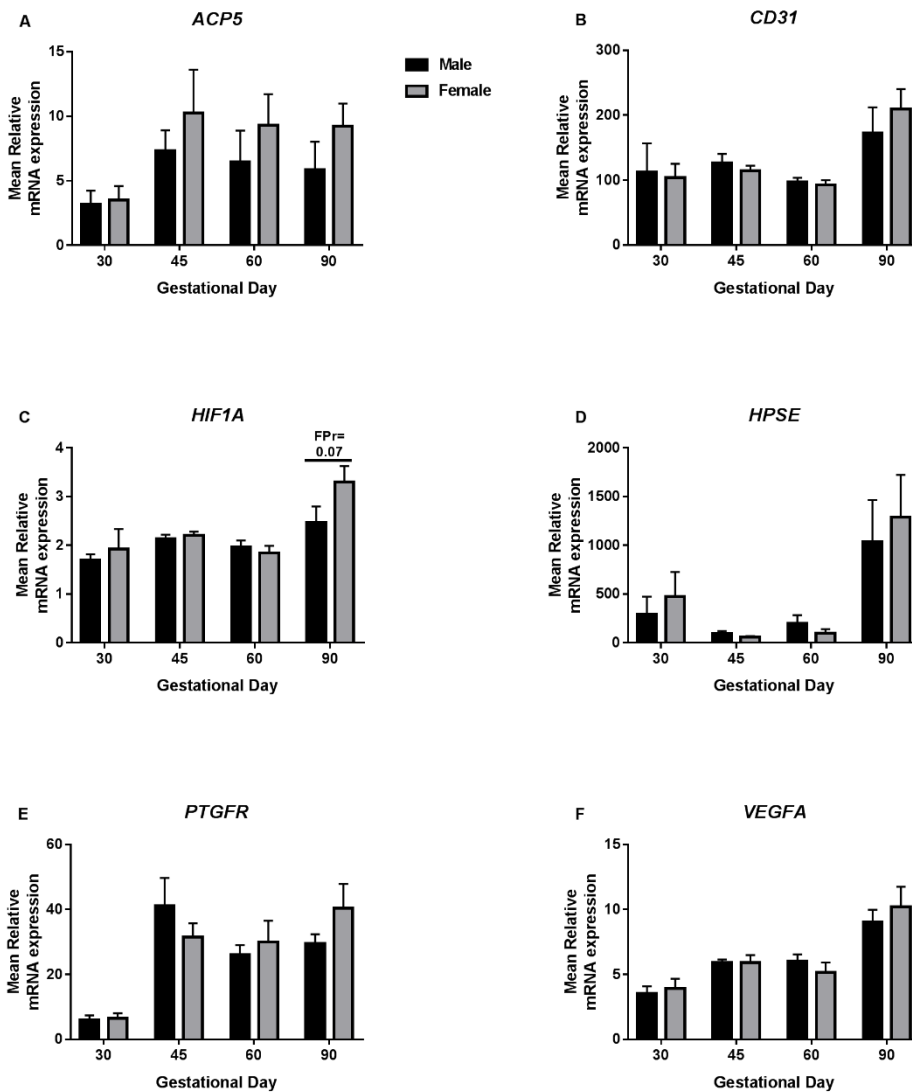 A
ACP5
Mean Relative
mRNA expression
15
10
5
0
30 45 60 90
Gestational Day
Male
Female
B
CD31
Mean Relative
mRNA expression
300
200
100
0
30 45 60 90
Gestational Day
C
HIF1A
FPr=
0.07
Mean Relative
mRNA expression
4
3
2
1
0
30 45 60 90
Gestational Day
D
HPSE
Mean Relative
mRNA expression
2000
1500
1000
500
0
30 45 60 90
Gestational Day
E
PTGFR
Mean Relative
mRNA expression
60
40
20
0
30 45 60 90
Gestational Day
F
VEGFA
Mean Relative
mRNA expression
15
10
5
0
30 45 60 90
Gestational Day